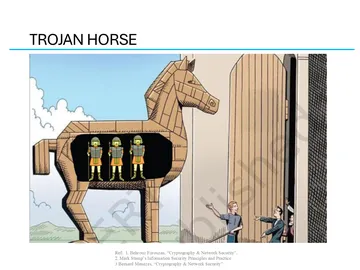 TROJAN HORSE
Ref. 1. Behrouz Forouzan, "Cryptography & Network Security".
2. Mark Stamp's Information Security Principles and Practice
3 Bernard Menezes, "Cryptography & Network Security"